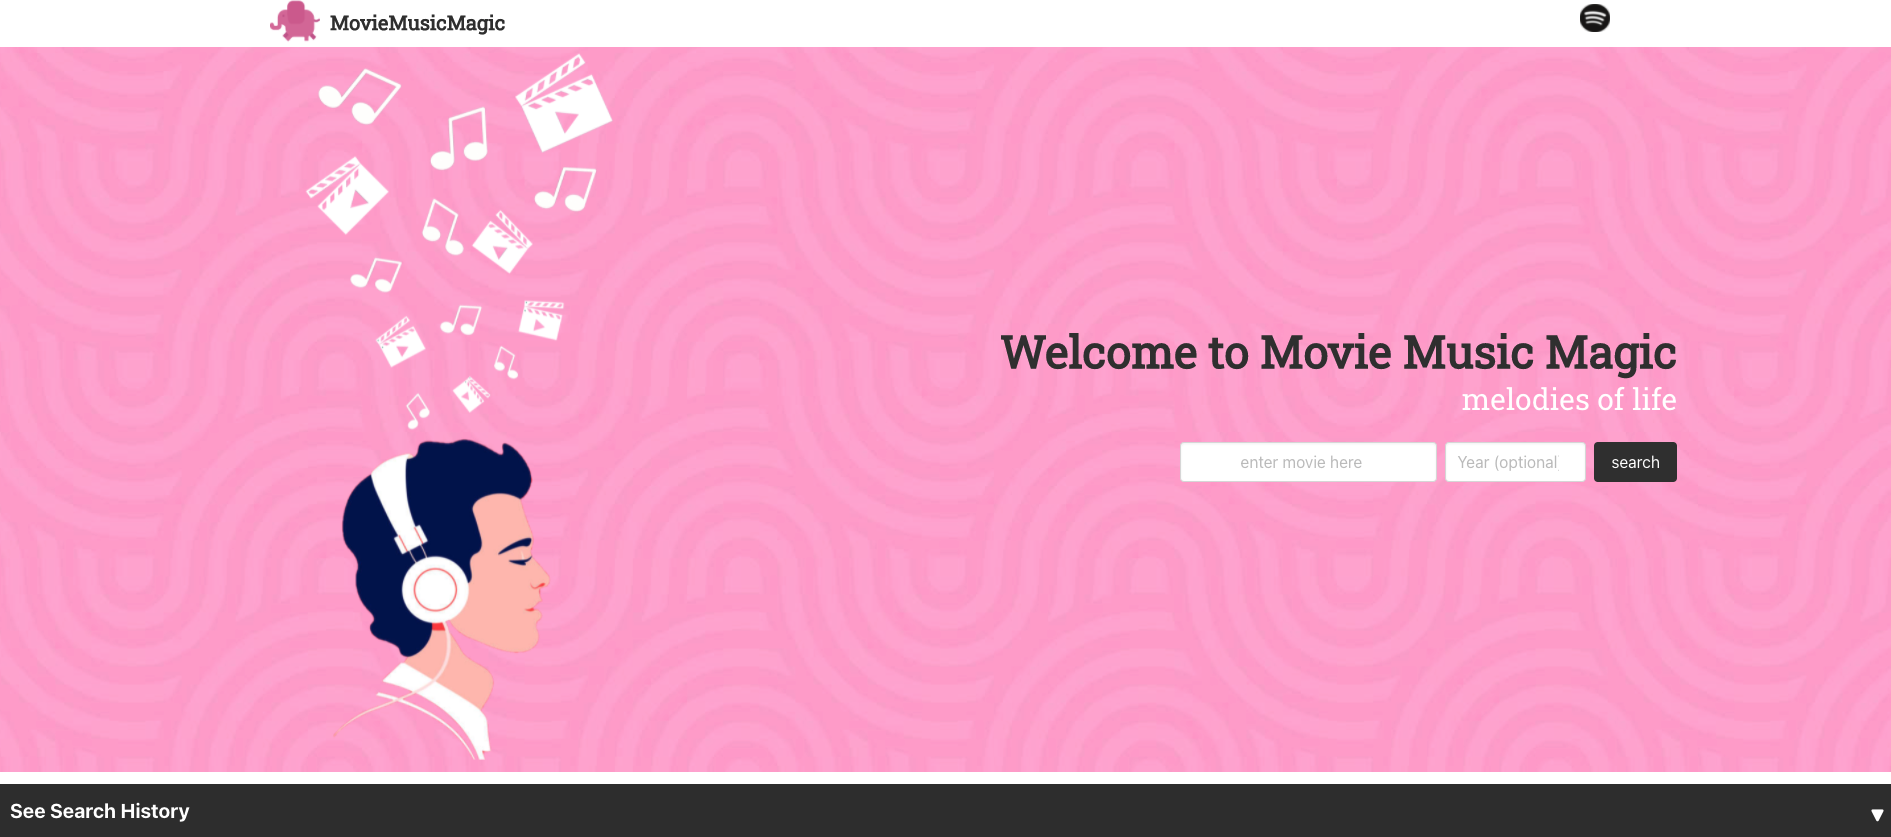 MovieMusicMagic
Welcome to Movie Music Magic
melodies of life
enter movie here
Year (optional
search
See Search History